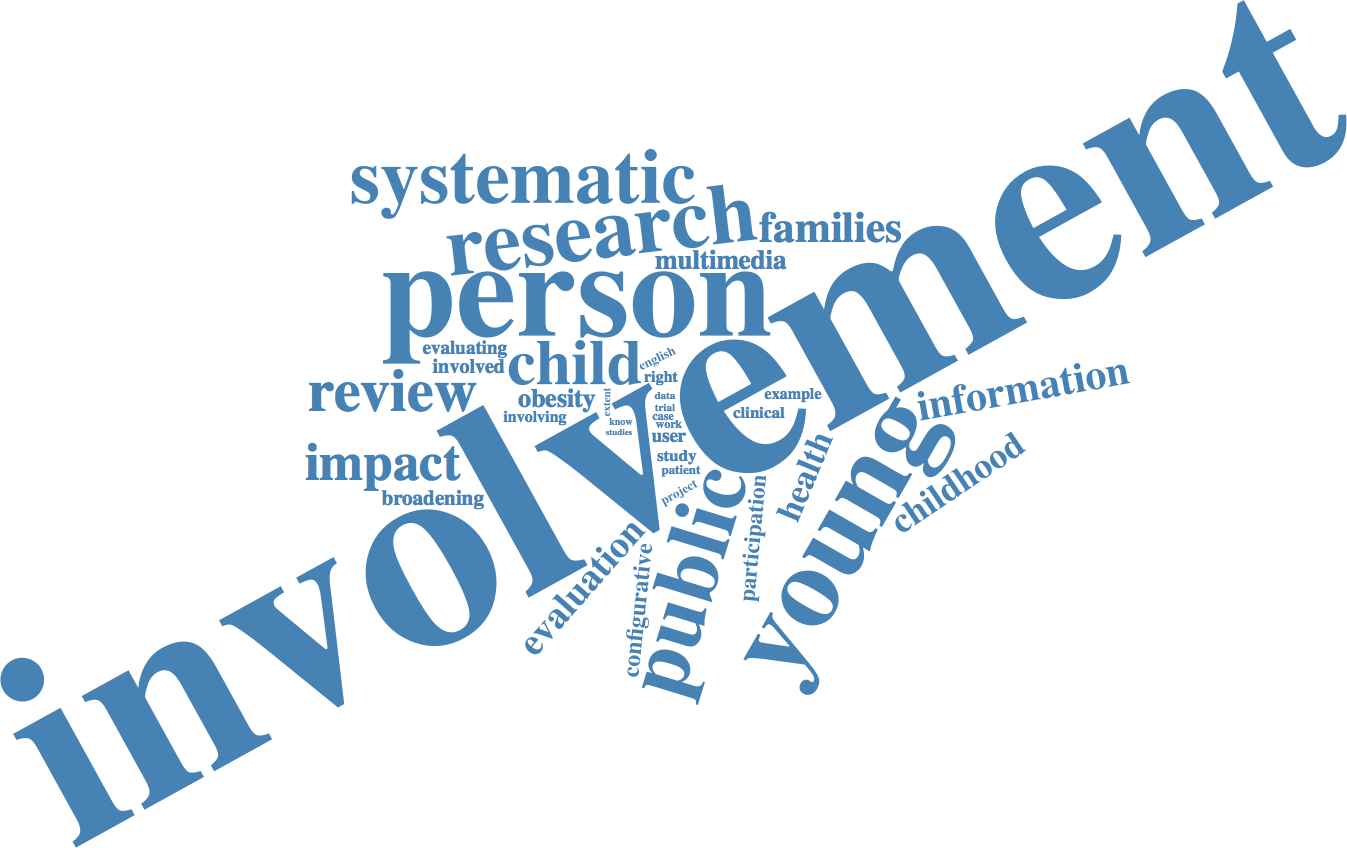 involvement
systematic
research
families
multimedia
person
evaluating
involved
child
english
right
review
obesity
involving
extent
know
studies
data
trial
case
work
user
example
clinical
study
patient
project
impact
broadening
information
young
childhood
health
participation
public
configurative
evaluation